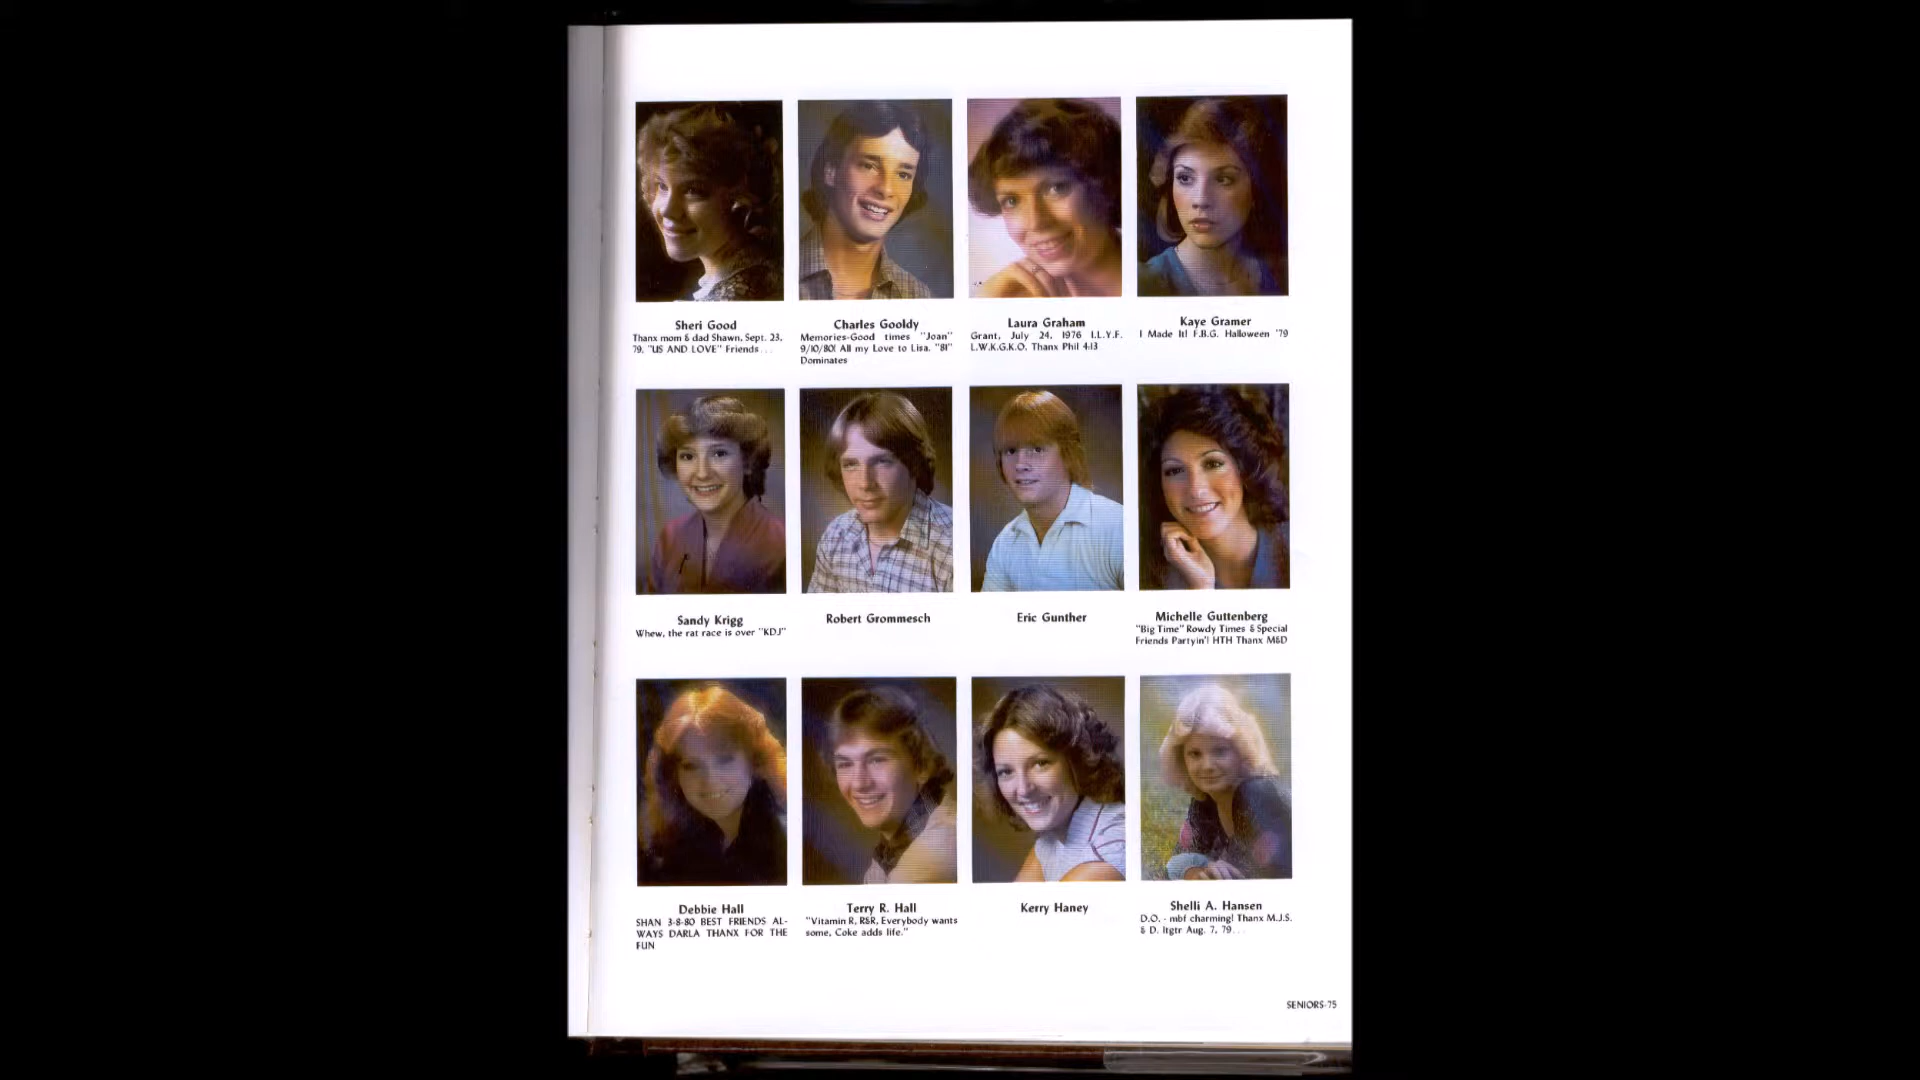 Sheri Good
Thanx mom & dad Shawn, Sept. 23,
79, "US AND LOVE" Friends . . .
Charles Gooldy
Memories-Good times "Joan"
9/10/80! All my Love to Lisa. "81"
Dominates
Laura Graham
Grant, July 24, 1976 I.L.Y.F.
L.W.K.G.K.O. Thanx Phil 4:13
Kaye Gramer
I Made It! F.B.G. Halloween '79
Sandy Krigg
Whew, the rat race is over "KDJ"
Robert Grommesch
Eric Gunther
Michelle Guttenberg
"Big Time" Rowdy Times & Special
Friends Partyin'! HTH Thanx M&D
Debbie Hall
SHAN 3-8-80 BEST FRIENDS AL-
WAYS DARLA THANX FOR THE
FUN
Terry R. Hall
"Vitamin R, R&R, Everybody wants
some, Coke adds life."
Kerry Haney
Shelli A. Hansen
D.O. - mbf charming! Thanx M.J.S.
& D. ltgtr Aug. 7, 79 . . .
SENIORS-75